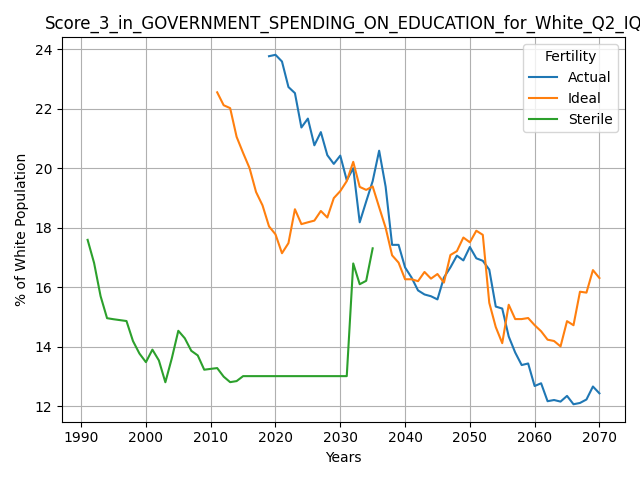 Score_3_in_GOVERNMENT_SPENDING_ON_EDUCATION_for_White_Q2_IQ
24
22
20
18
16
14
12
% of White Population
Fertility
Actual
Ideal
Sterile
1990 2000 2010 2020 2030 2040 2050 2060 2070
Years